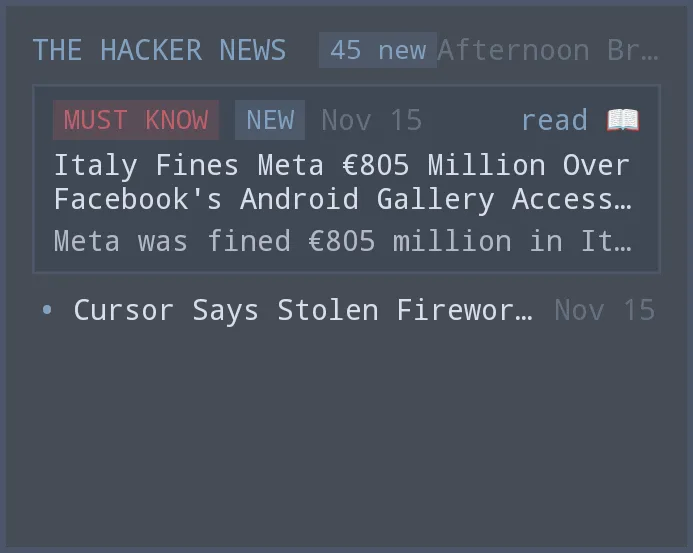 THE HACKER NEWS 45 new Afternoon Br…
MUST KNOW NEW Nov 15 read 📖
Italy Fines Meta €805 Million Over
Facebook's Android Gallery Access…
Meta was fined €805 million in It…
• Cursor Says Stolen Firewor… Nov 15